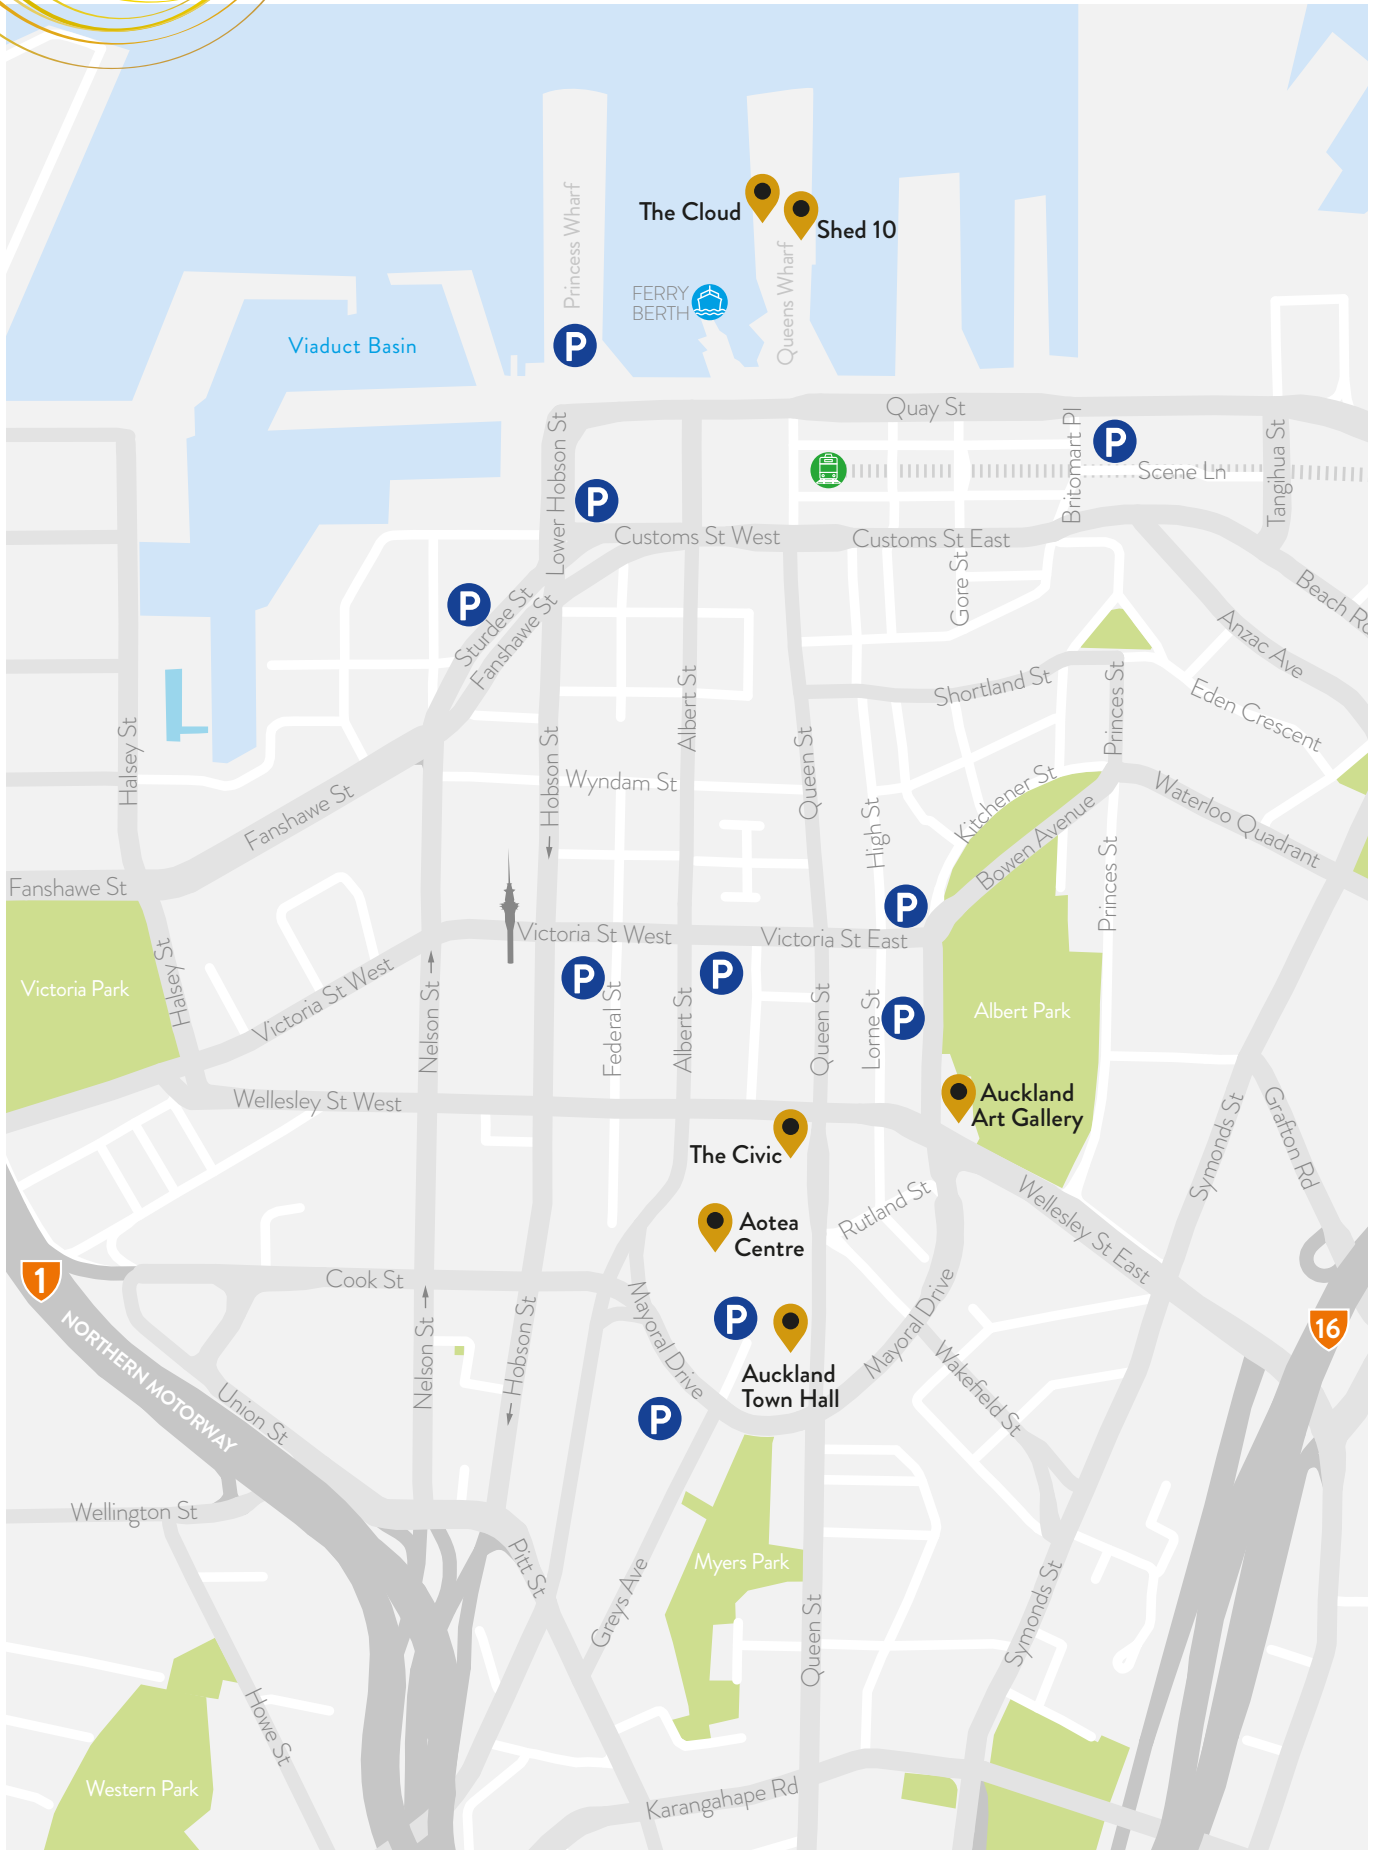 The Cloud
Shed 10
Princess Wharf
Queens Wharf
FERRY
BERTH
Viaduct Basin
P
Quay St
Britomart Pl
P
Scene Ln
Tangihua St
Lower Hobson St
P
Customs St West
Customs St East
Gore St
Beach Rd
P
Sturdee St
Fanshawe St
Anzac Ave
Shortland St
Princes St
Eden Crescent
Albert St
Halsey St
Hobson St
Queen St
Wyndam St
Kitchener St
Waterloo Quadrant
Fanshawe St
High St
Bowen Avenue
Princes St
Fanshawe St
P
Victoria St West
Victoria St East
Halsey St
Victoria St West
Victoria Park
P
P
Nelson St
Federal St
Albert St
Queen St
Lorne St
P
Albert Park
Wellesley St West
Auckland
Art Gallery
Symonds St
Grafton Rd
The Civic
Rutland St
Wellesley St East
Aotea
Centre
1
Cook St
NORTHERN MOTORWAY
Nelson St
Hobson St
Mayoral Drive
P
Mayoral Drive
16
Auckland
Town Hall
Wakefield St
Union St
P
Wellington St
Pitt St
Myers Park
Greys Ave
Queen St
Symonds St
Howe St
Western Park
Karangahape Rd